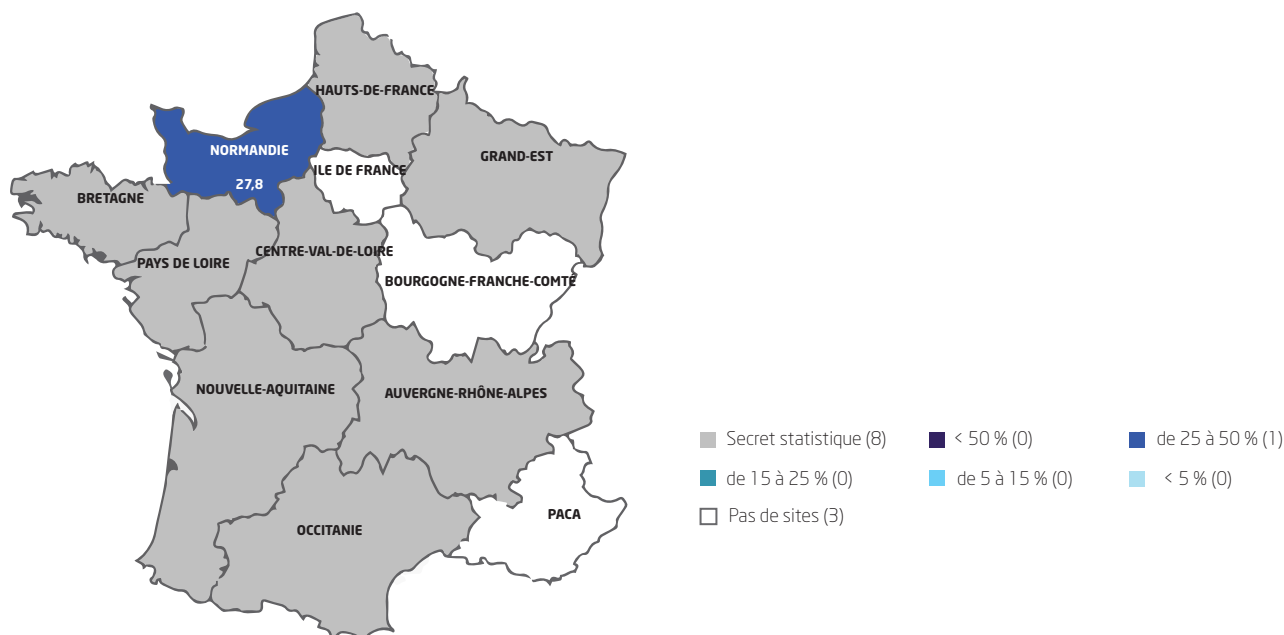 HAUTS-DE-FRANCE
NORMANDIE
GRAND-EST
ILE DE FRANCE
27,8
BRETAGNE
CENTRE-VAL-DE-LOIRE
PAYS DE LOIRE
BOURGOGNE-FRANCHE-COMTÉ
NOUVELLE-AQUITAINE
AUVERGNE-RHÔNE-ALPES
PACA
OCCITANIE
Secret statistique (8)
< 50 % (0)
de 25 à 50 % (1)
de 15 à 25 % (0)
de 5 à 15 % (0)
< 5 % (0)
Pas de sites (3)